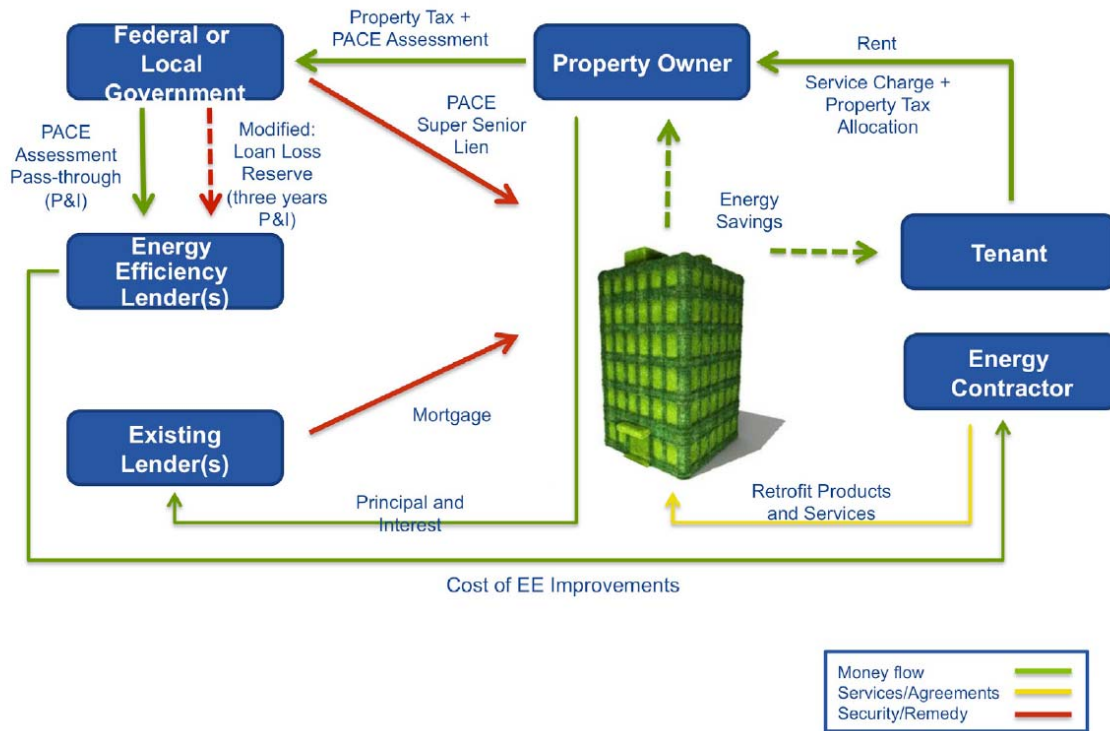 Federal or
Local
Government
Property Tax +
PACE Assessment
Property Owner
Rent
Service Charge +
Property Tax
Allocation
PACE
Super Senior
Lien
PACE
Assessment
Pass-through
(P&I)
Modified:
Loan Loss
Reserve
(three years
P&I)
Energy
Savings
Energy
Efficiency
Lender(s)
Tenant
Energy
Contractor
Mortgage
Existing
Lender(s)
Principal and
Interest
Retrofit Products
and Services
Cost of EE Improvements
Money flow
Services/Agreements
Security/Remedy